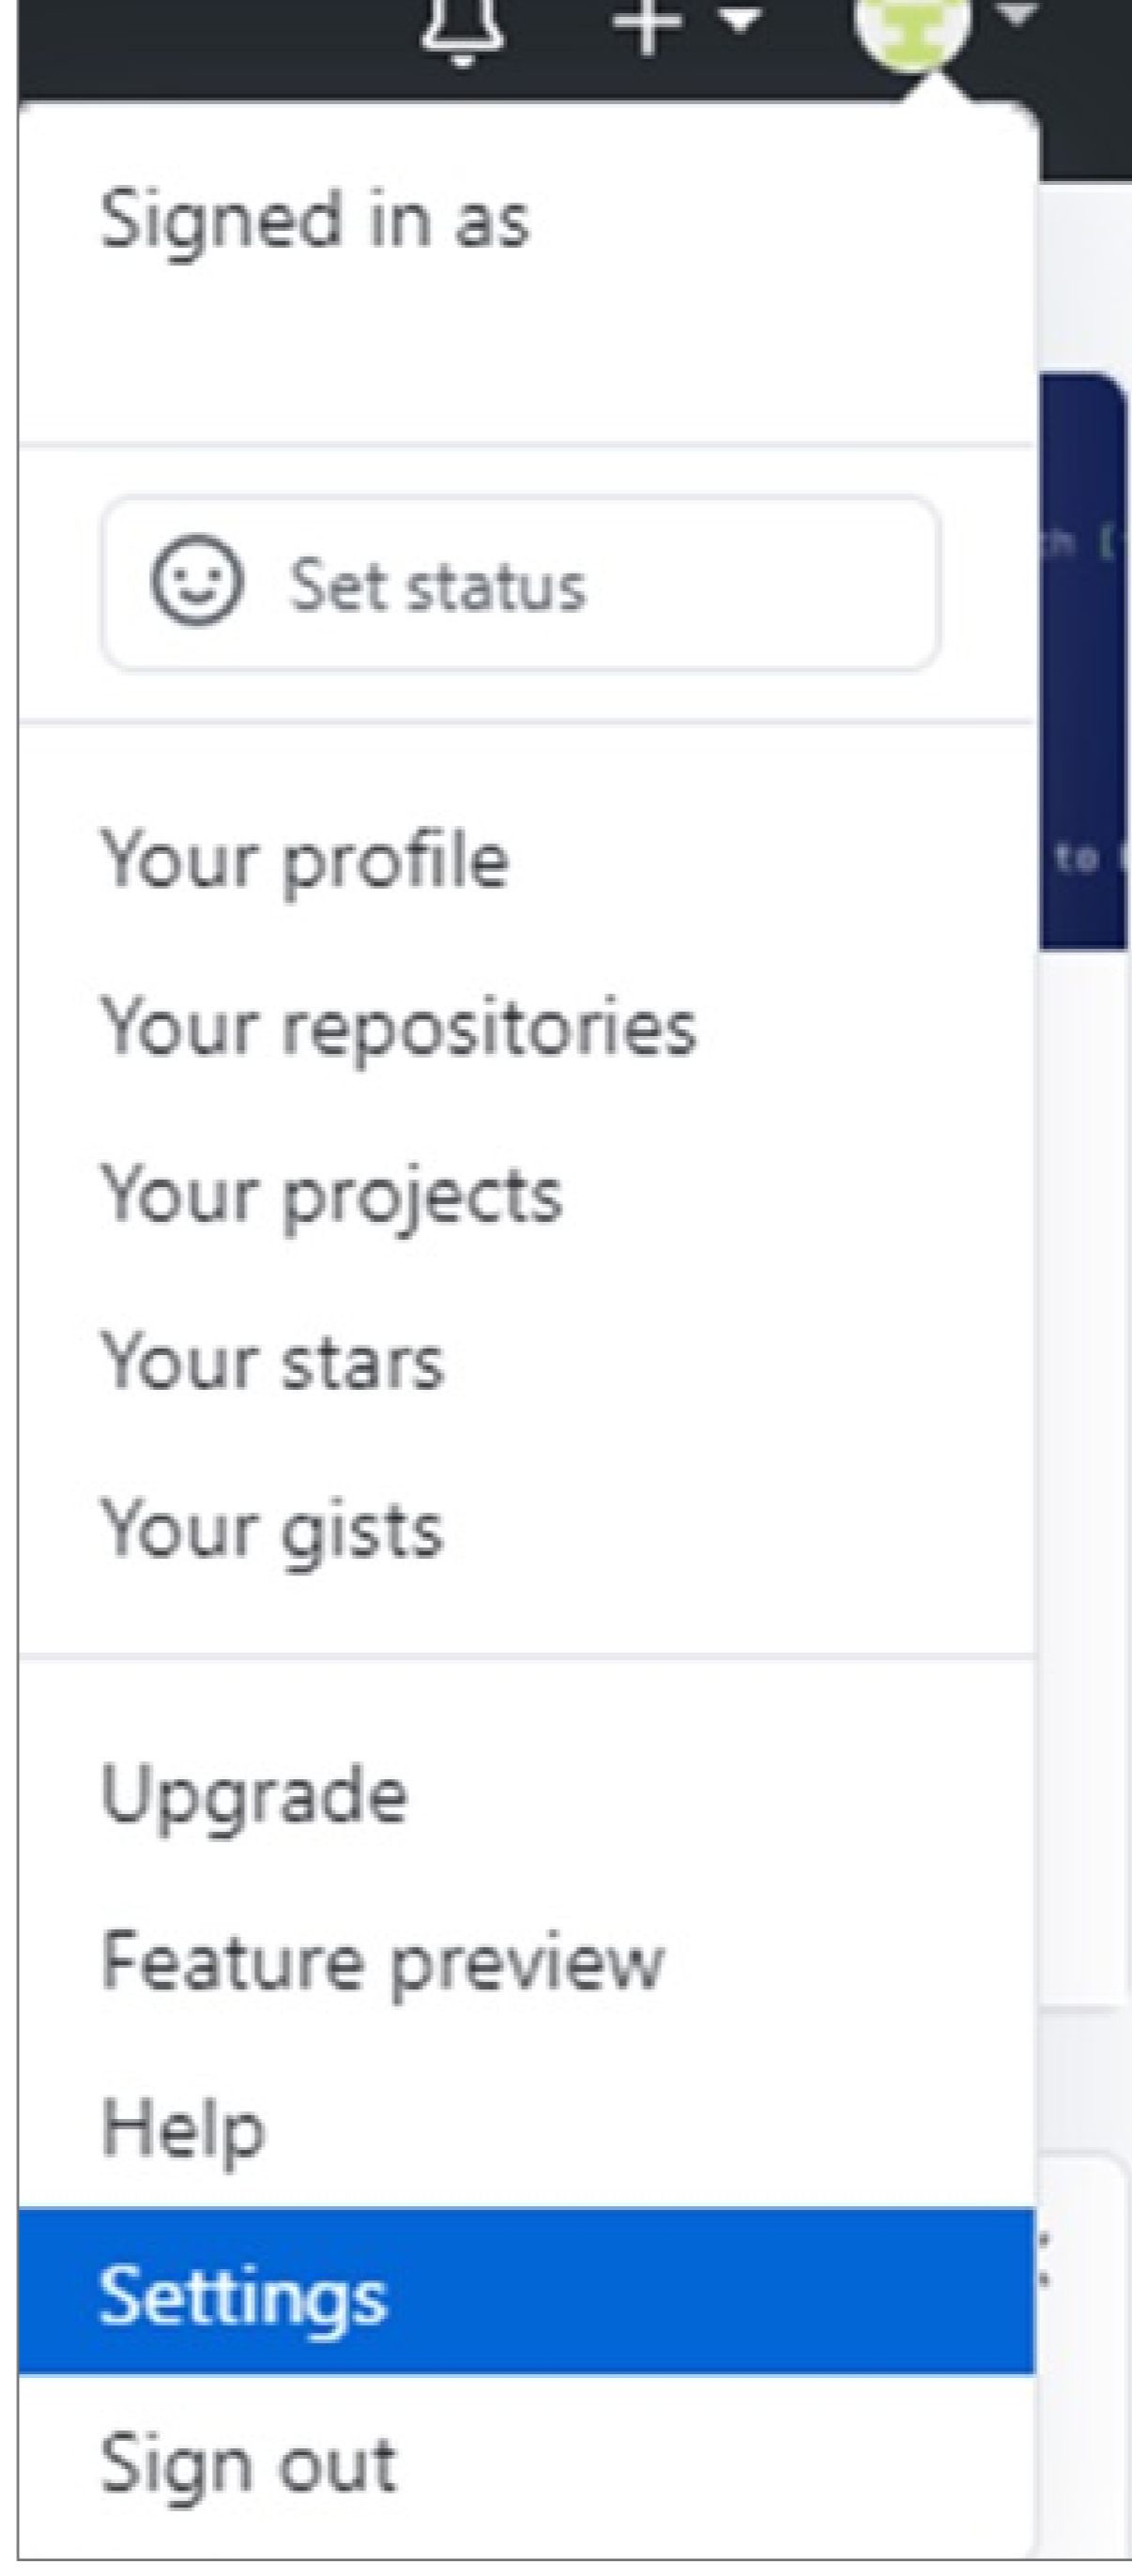 Signed in as
Set status
to
Your profile
Your repositories
Your projects
Your stars
Your gists
Upgrade
Feature preview
Help
Settings
Sign out